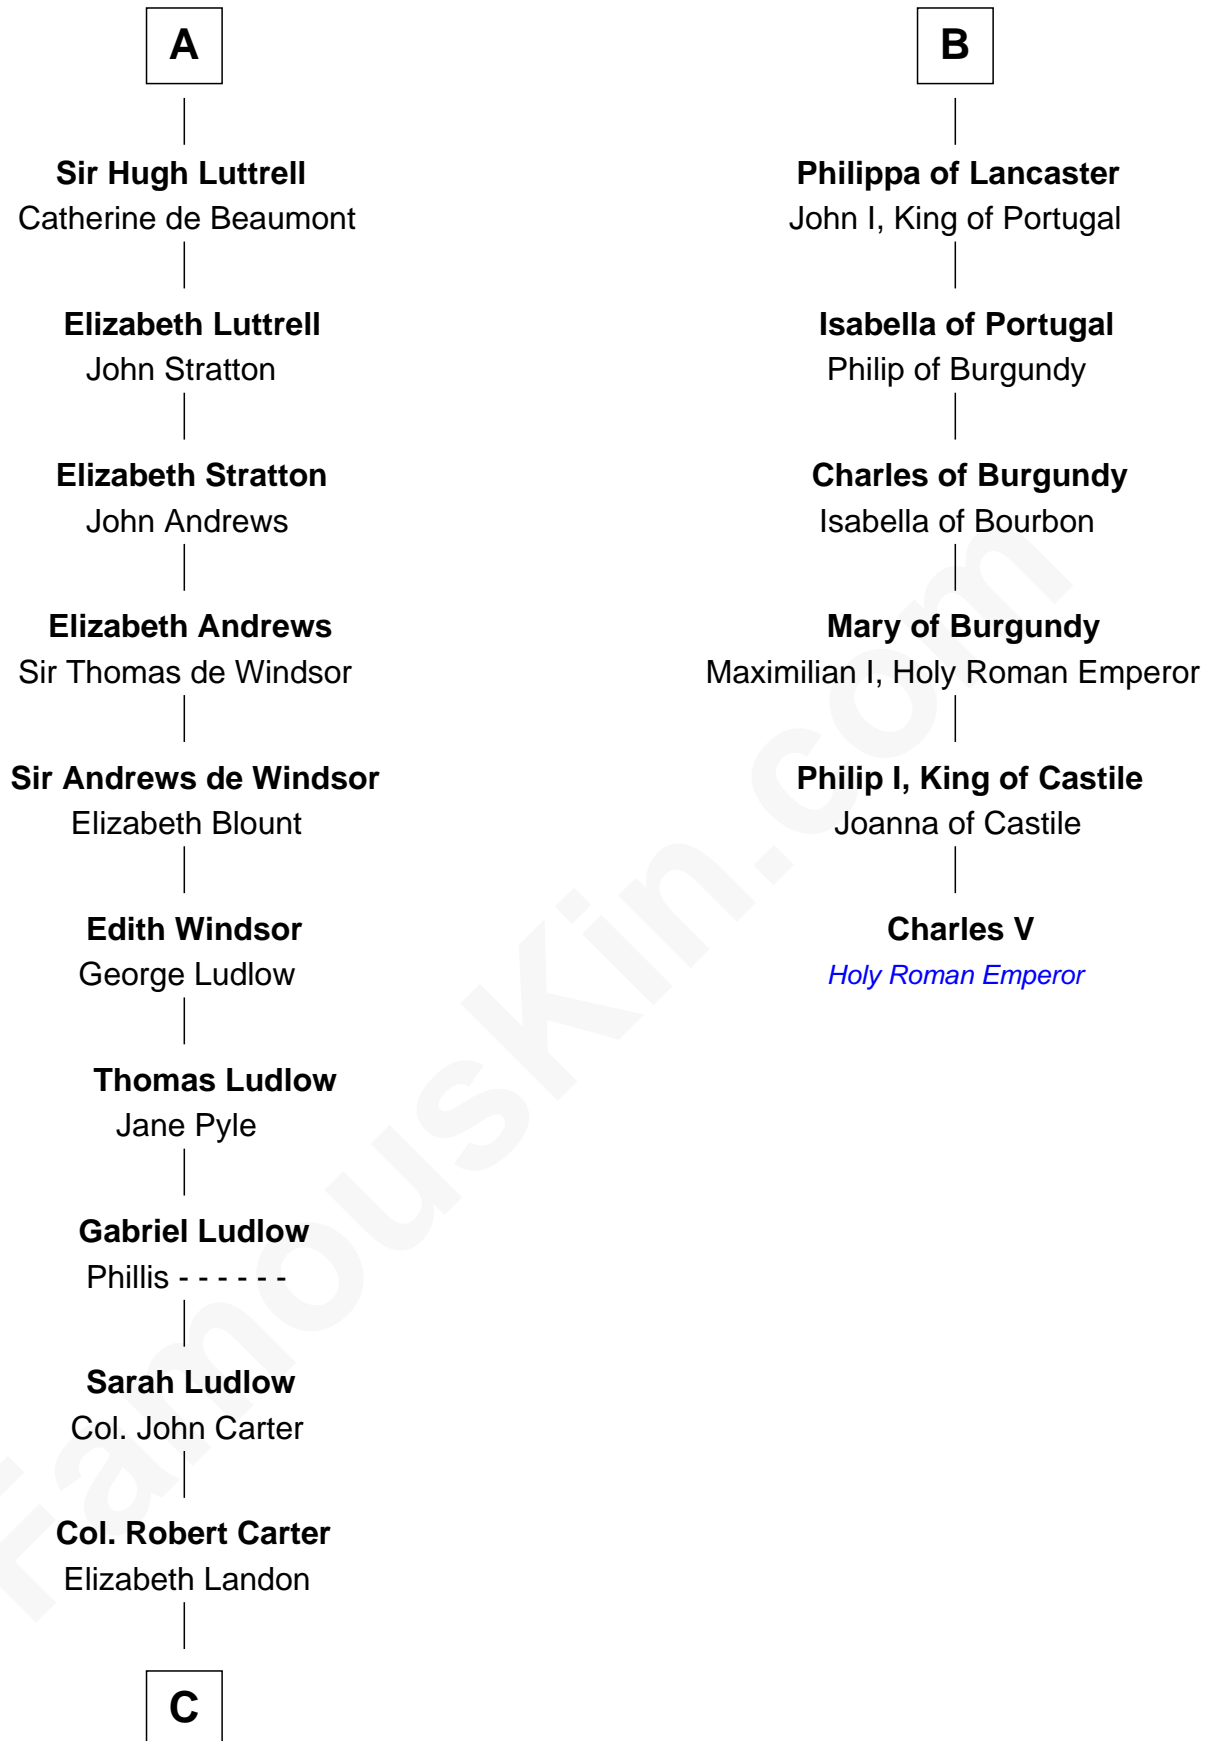 A
Sir Hugh Luttrell
Catherine de Beaumont
Elizabeth Luttrell
John Stratton
Elizabeth Stratton
John Andrews
Elizabeth Andrews
Sir Thomas de Windsor
Sir Andrews de Windsor
Elizabeth Blount
Edith Windsor
George Ludlow
Thomas Ludlow
Jane Pyle
Gabriel Ludlow
Phillis - - - - - -
Sarah Ludlow
Col. John Carter
Col. Robert Carter
Elizabeth Landon
C
B
Philippa of Lancaster
John I, King of Portugal
Isabella of Portugal
Philip of Burgundy
Charles of Burgundy
Isabella of Bourbon
Mary of Burgundy
Maximilian I, Holy Roman Emperor
Philip I, King of Castile
Joanna of Castile
Charles V
Holy Roman Emperor
FamousKin.com